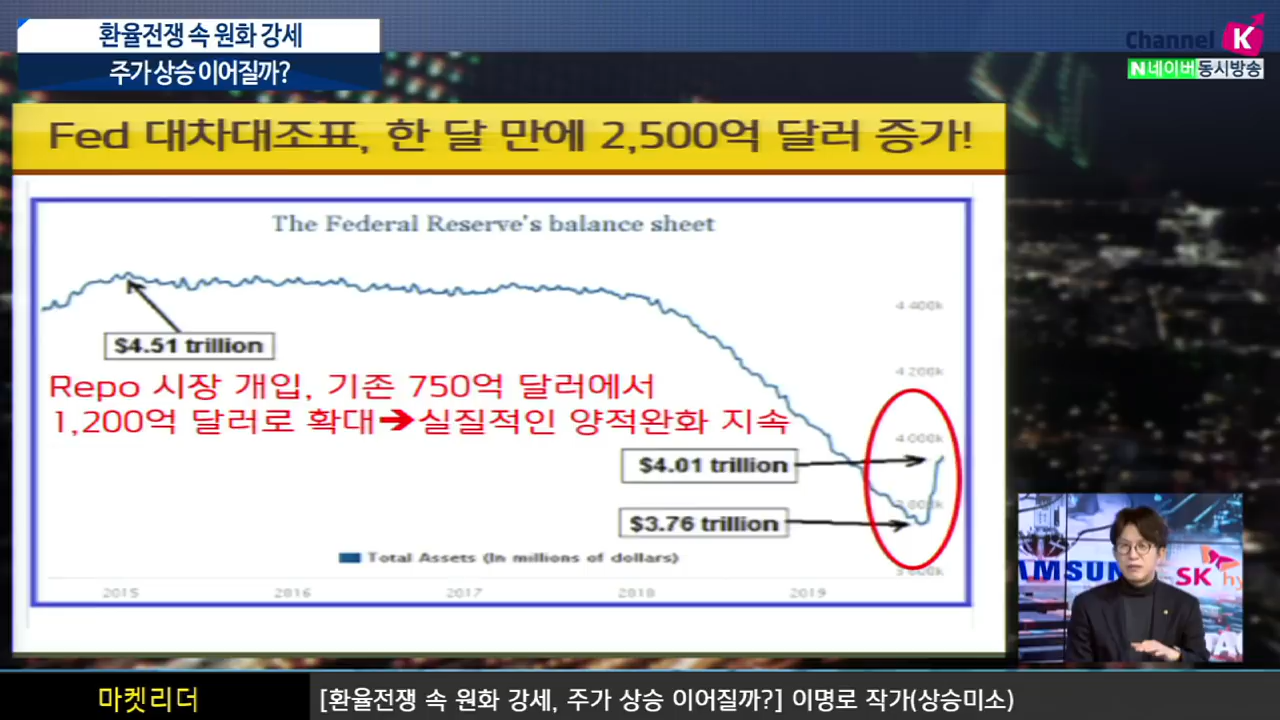 환율전쟁 속 원화 강세
주가 상승 이어질까?
Channel K
N 네이버 동시방송
Fed 대차대조표, 한 달 만에 2,500억 달러 증가!
The Federal Reserve's balance sheet
4 400k
$4.51 trillion
4 200k
Repo 시장 개입, 기존 750억 달러에서
1,200억 달러로 확대➔실질적인 양적완화 지속
4 000k
$4.01 trillion
$3.76 trillion
Total Assets (In millions of dollars)
2015 2016 2017 2018 2019
SK hy
마켓리더
[환율전쟁 속 원화 강세, 주가 상승 이어질까?] 이명로 작가(상승미소)